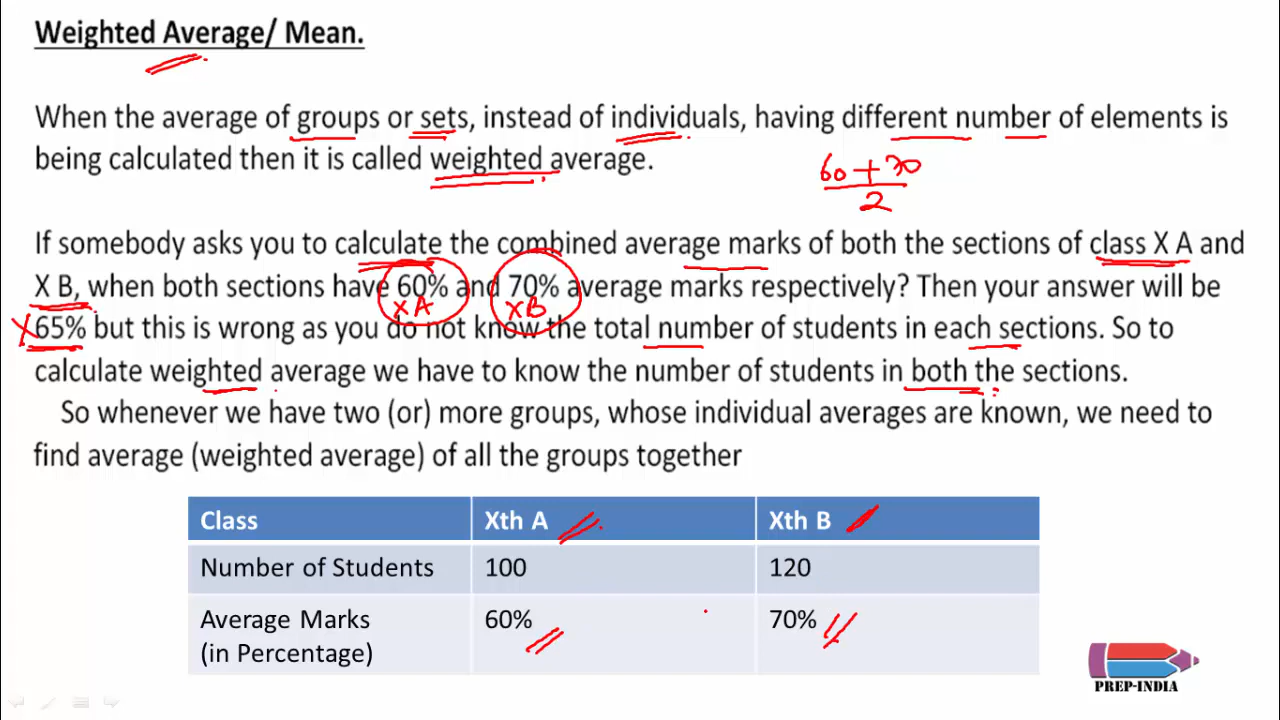 Weighted Average/ Mean.
When the average of groups or sets, instead of individuals, having different number of elements is
being calculated then it is called weighted average.
60+70
2
If somebody asks you to calculate the combined average marks of both the sections of class X A and
X B, when both sections have 60% and 70% average marks respectively? Then your answer will be
XA XB
X 65% but this is wrong as you do not know the total number of students in each sections. So to
calculate weighted average we have to know the number of students in both the sections.
So whenever we have two (or) more groups, whose individual averages are known, we need to
find average (weighted average) of all the groups together
Class Xth A Xth B
Number of Students 100 120
Average Marks 60% 70%
(in Percentage)
PREP-INDIA